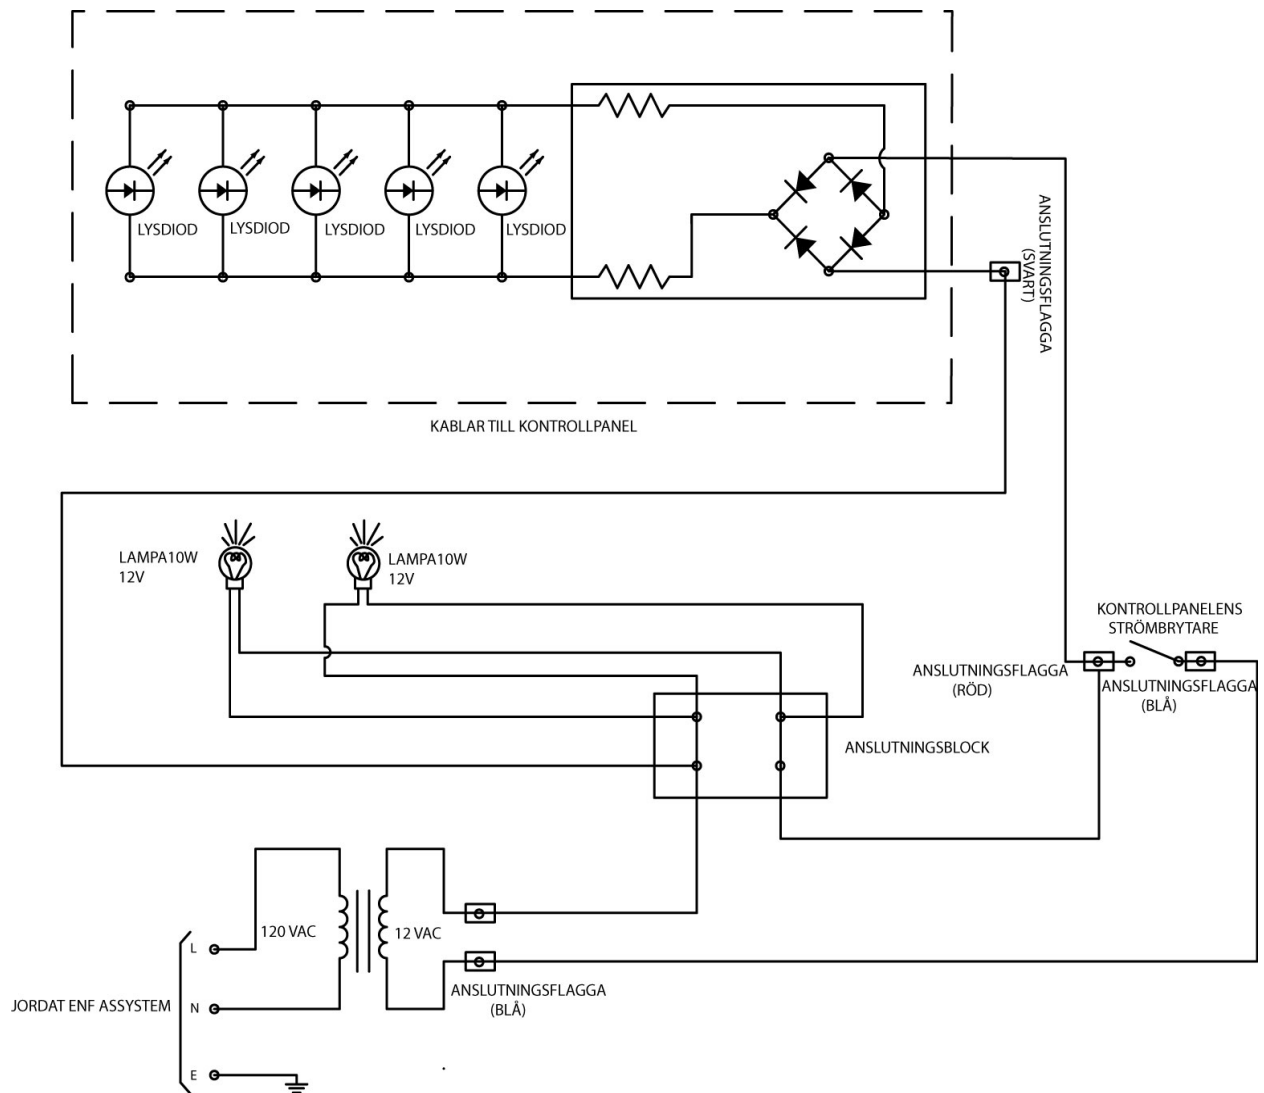 LYSDIOD
LYSDIOD
LYSDIOD
LYSDIOD
LYSDIOD
ANSLUTNINGSFLAGGA
(SVART)
KABLAR TILL KONTROLLPANEL
LAMPA10W
12V
LAMPA10W
12V
KONTROLLPANELENS
STRÖMBRYTARE
ANSLUTNINGSFLAGGA
(RÖD)
ANSLUTNINGSFLAGGA
(BLÅ)
ANSLUTNINGSBLOCK
120 VAC
12 VAC
L
ANSLUTNINGSFLAGGA
(BLÅ)
JORDAT ENF ASSYSTEM
N
E